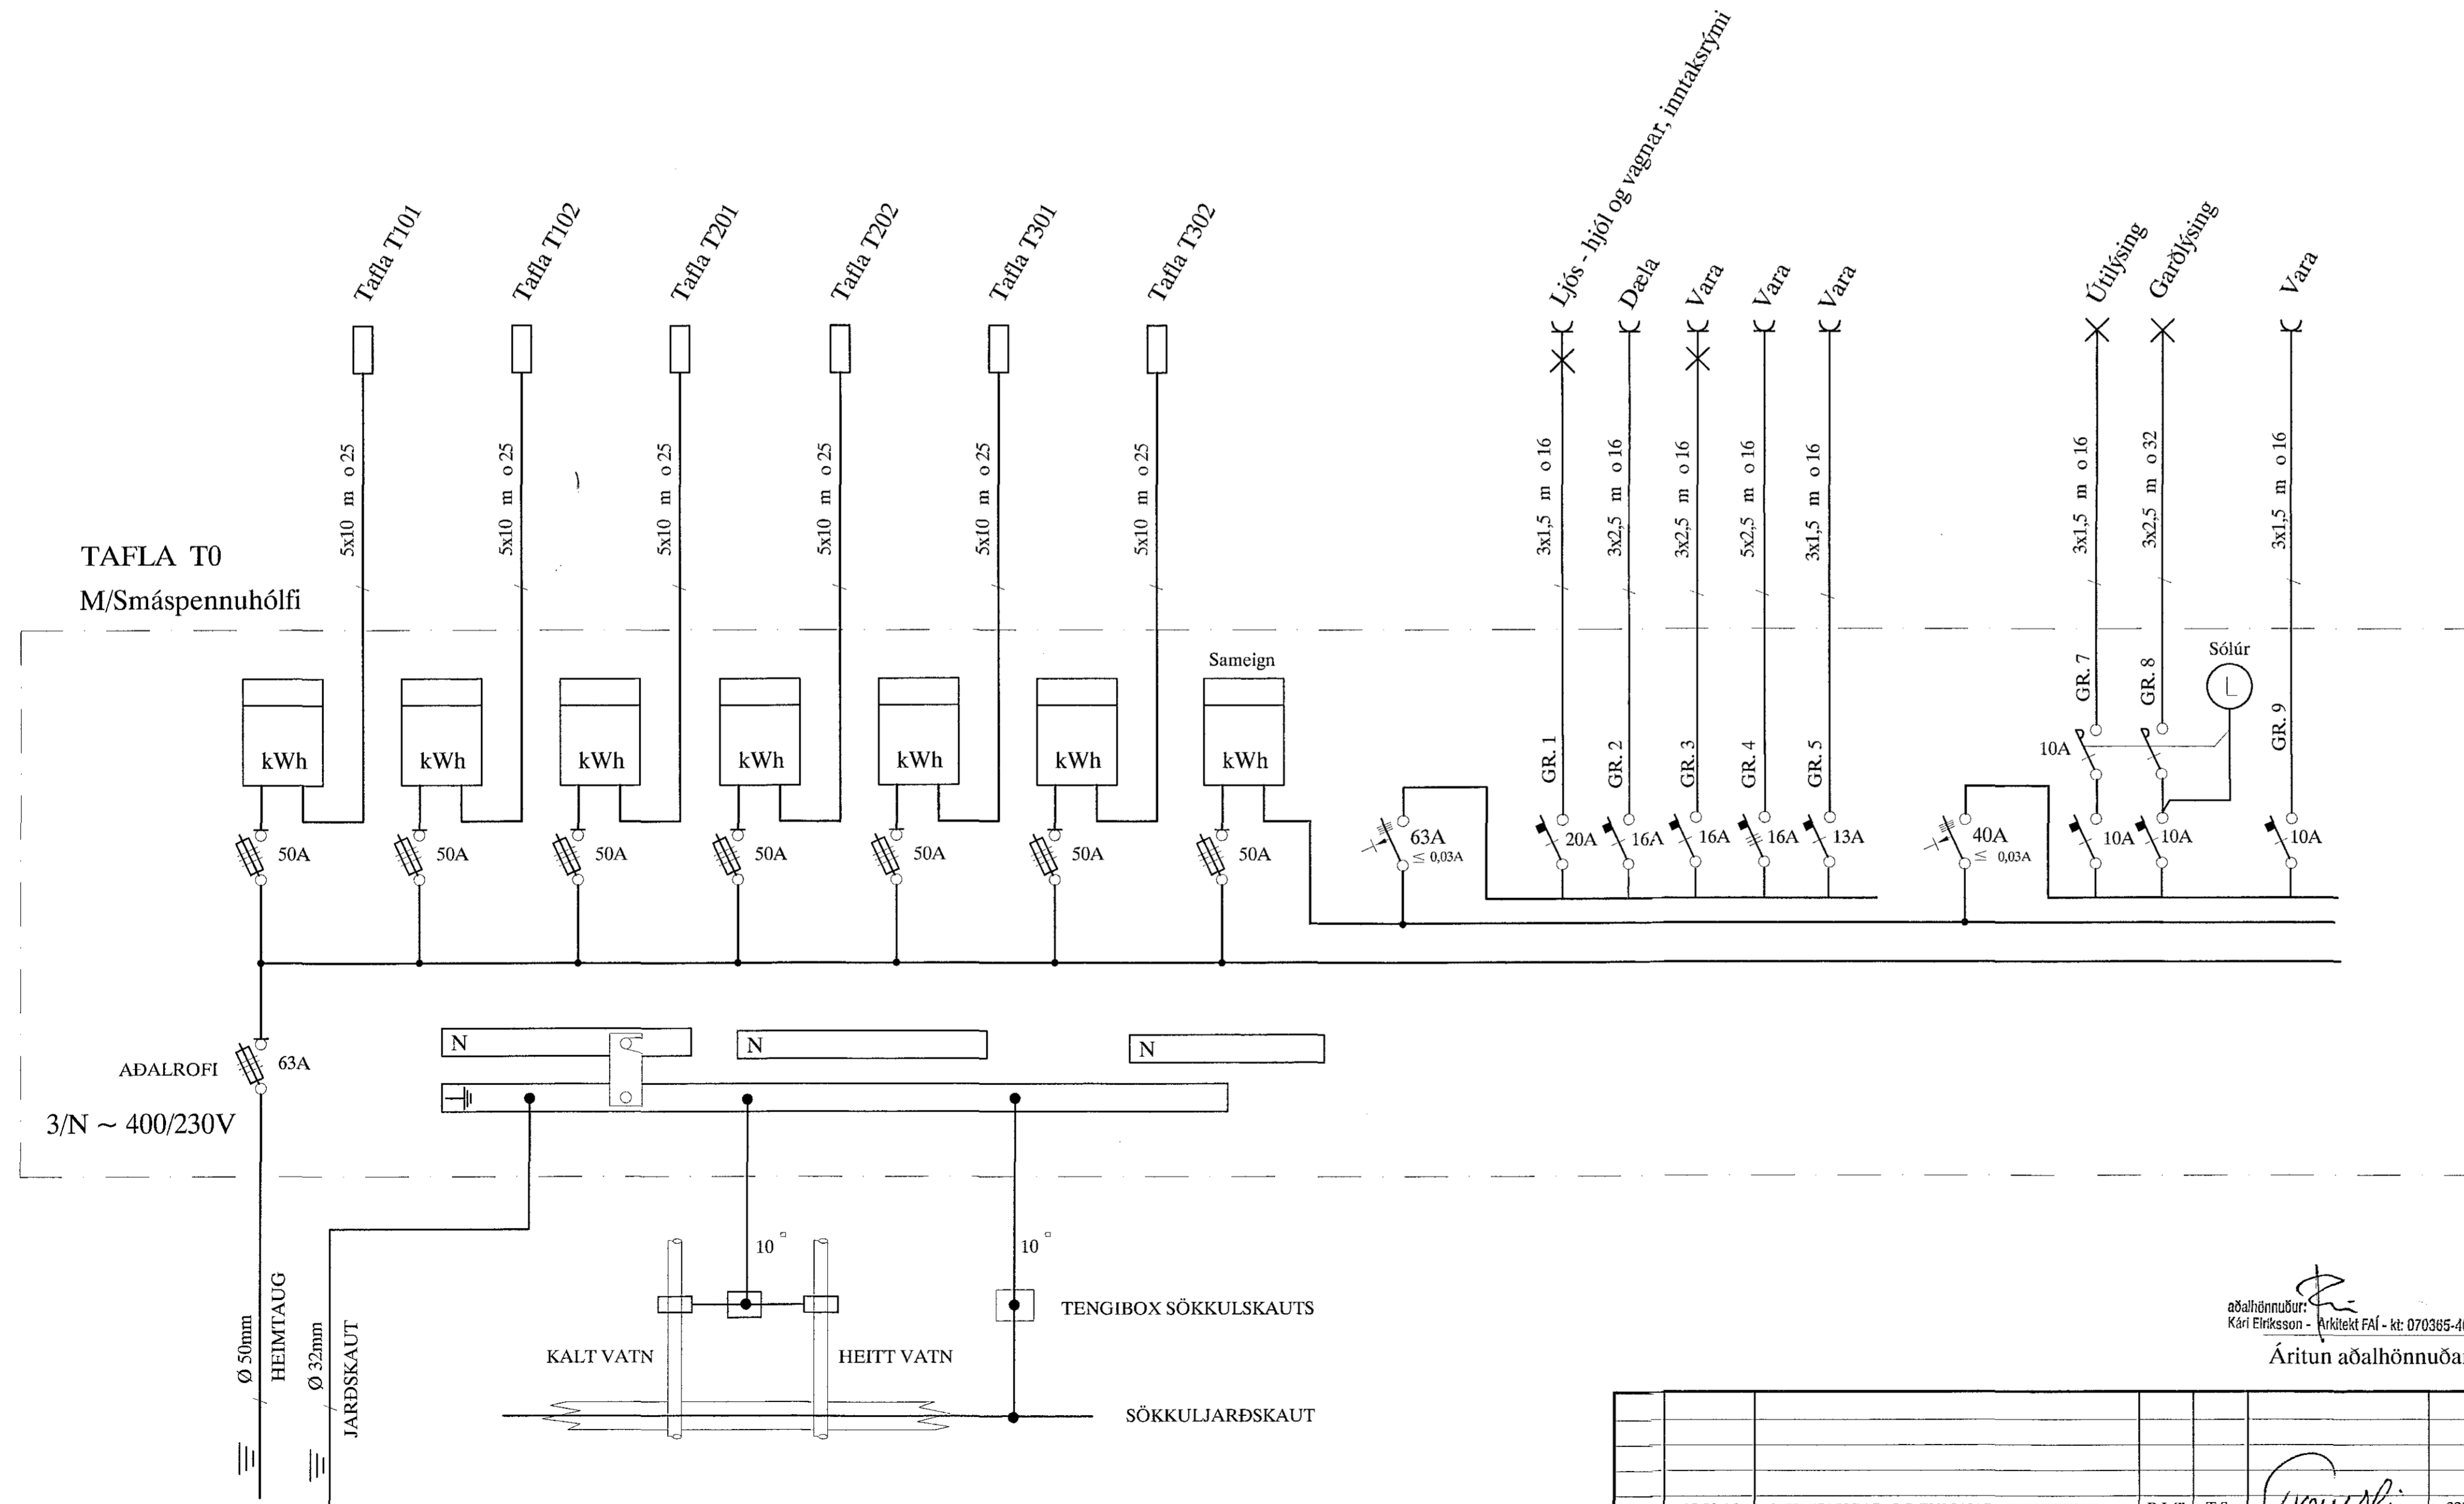 Tafla T101
Tafla T102
Tafla T201
Tafla T202
Tafla T301
Tafla T302
Ljós - hjól og vagnar, inntaksrými
Dæla
Vara
Vara
Vara
Útilýsing
Garðlýsing
Vara
5x10 m o 25
5x10 m o 25
5x10 m o 25
5x10 m o 25
5x10 m o 25
5x10 m o 25
3x1,5 m o 16
3x2,5 m o 16
3x2,5 m o 16
5x2,5 m o 16
3x1,5 m o 16
3x1,5 m o 16
3x2,5 m o 32
3x1,5 m o 16
TAFLA T0
M/Smáspennuhólfi
Sameign
Sólúr
L
kWh
kWh
kWh
kWh
kWh
kWh
kWh
GR. 1
GR. 2
GR. 3
GR. 4
GR. 5
GR. 7
GR. 8
GR. 9
10A
50A
50A
50A
50A
50A
50A
50A
63A
≤ 0,03A
20A
16A
16A
16A
13A
40A
≤ 0,03A
10A
10A
10A
N
N
N
AÐALROFI
63A
3/N ~ 400/230V
10
10
Ø 50mm
HEIMTAUG
Ø 32mm
JARÐSKAUT
KALT VATN
HEITT VATN
TENGIBOX SÖKKULSKAUTS
SÖKKULJARÐSKAUT
aðalhönnuður:
Kári Eiríksson - Arkitekt FAÍ - kt: 070365-4
Áritun aðalhönnuða